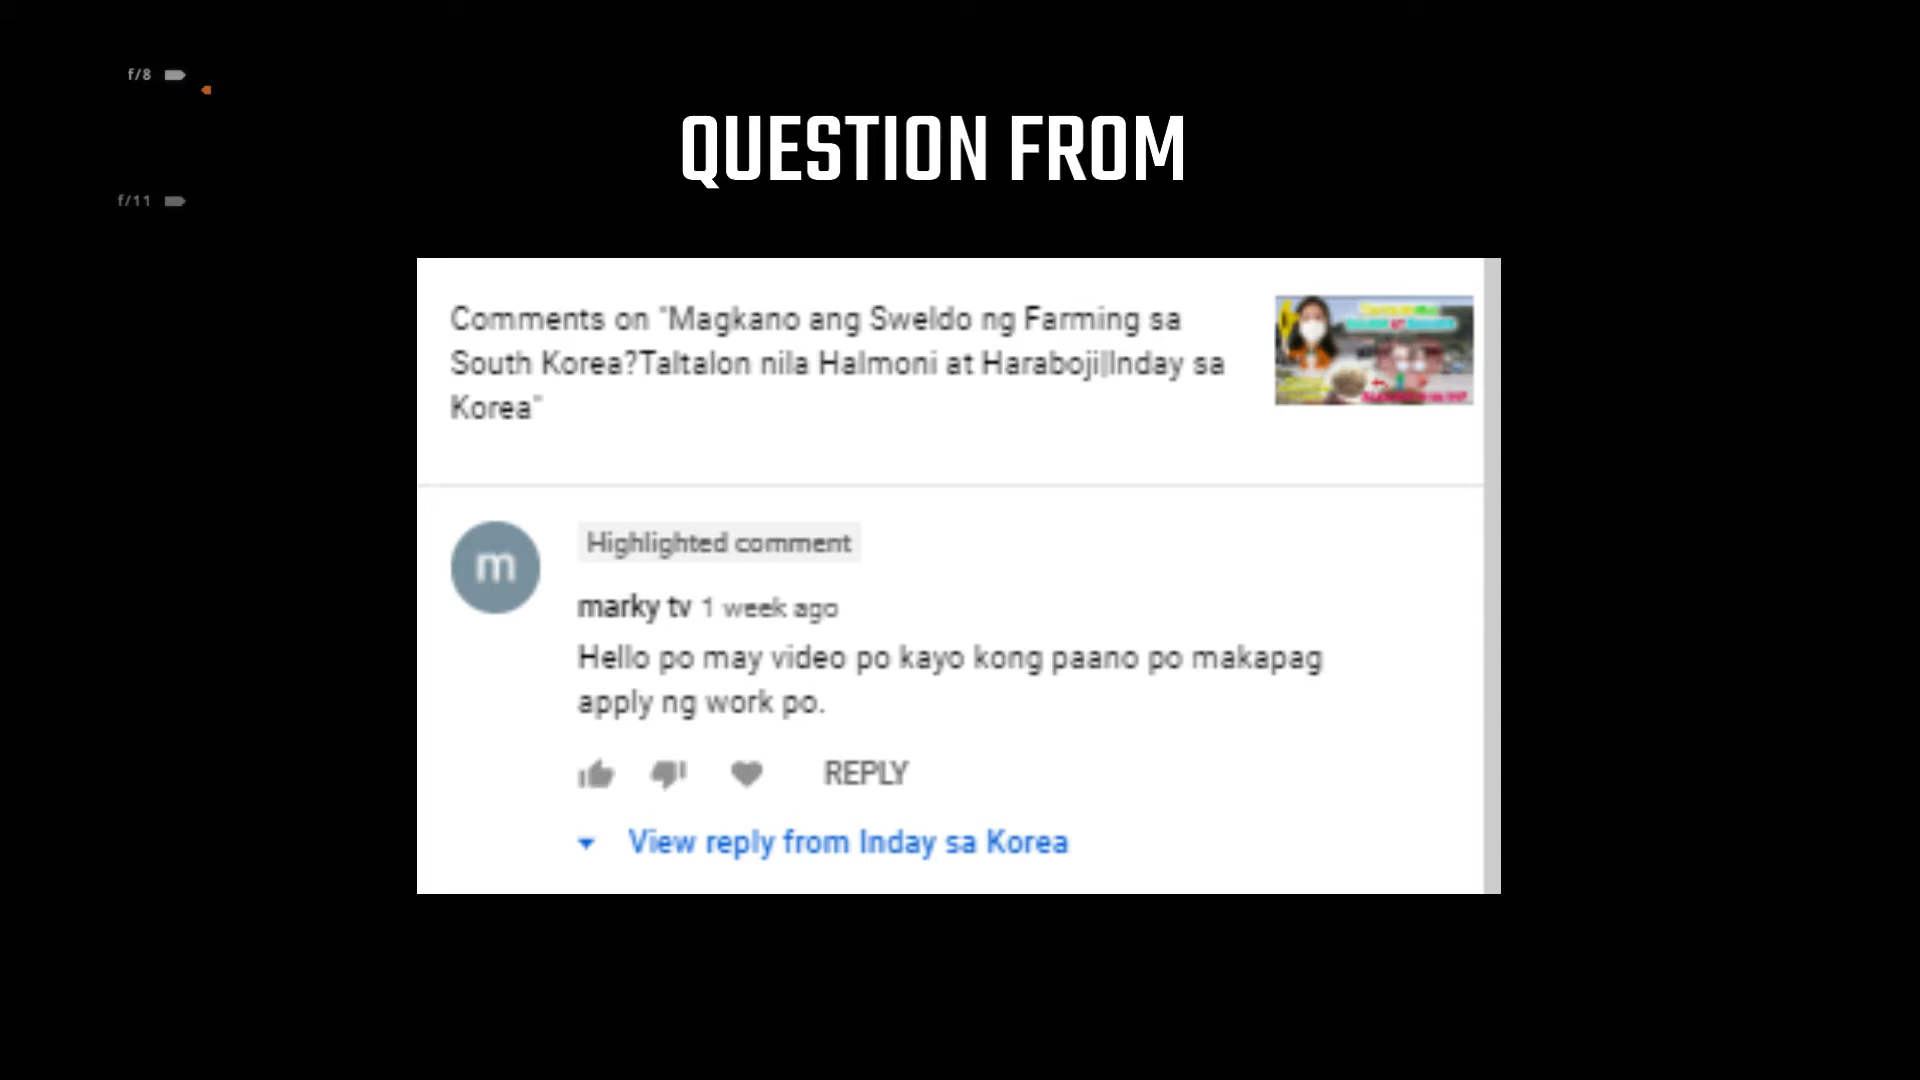 f/8
QUESTION FROM
f/11
Comments on "Magkano ang Sweldo ng Farming sa
South Korea?Taltalon nila Halmoni at Haraboji|Inday sa
Korea"
m
Highlighted comment
marky tv 1 week ago
Hello po may video po kayo kong paano po makapag
apply ng work po.
REPLY
View reply from Inday sa Korea